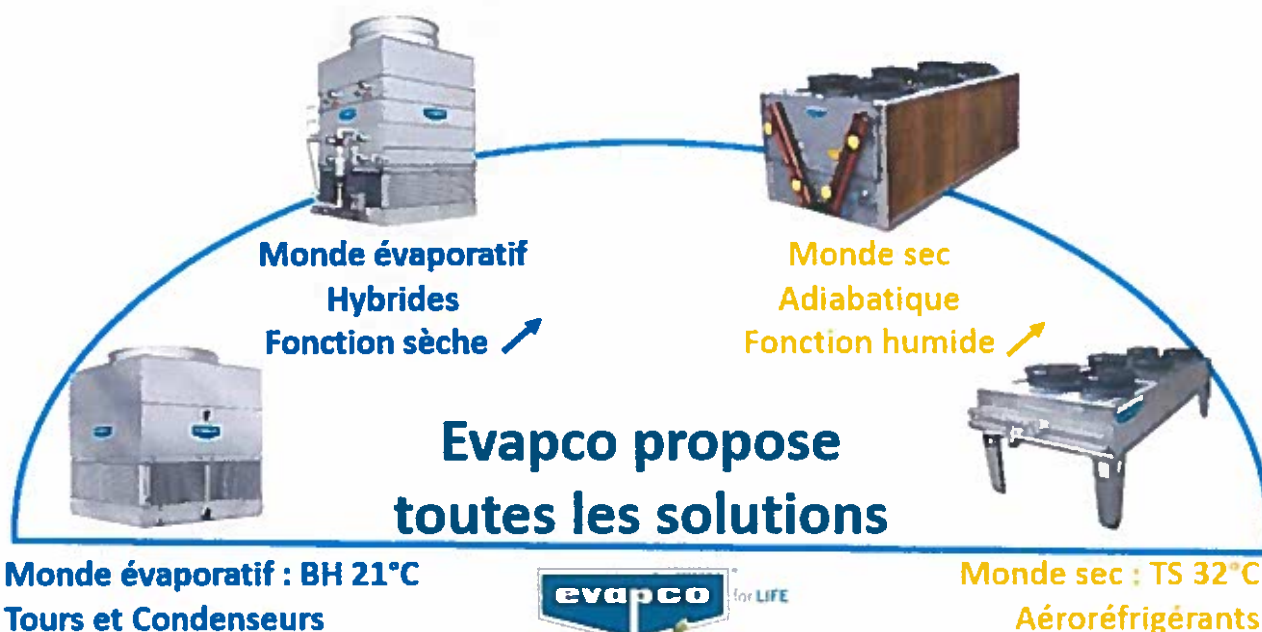 Monde évaporatif
Hybrides
Fonction sèche
Monde sec
Adiabatique
Fonction humide
Evapco propose
toutes les solutions
Monde évaporatif : BH 21°C
Tours et Condenseurs
evapco
for LIFE
Monde sec : TS 32°C
Aéroréfrigérants